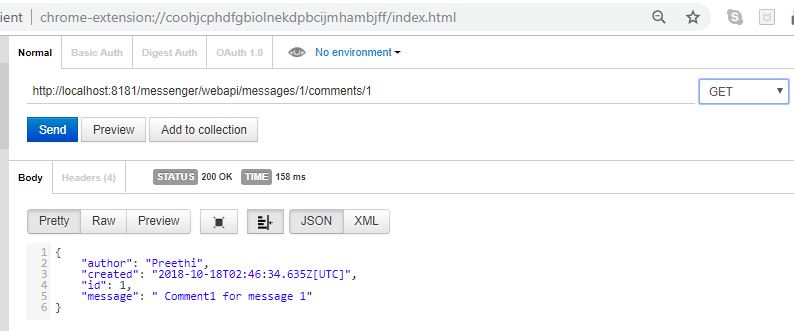 ient | chrome-extension://coohjcphdfgbiolnekdpbcijmhambjff/index.html
Normal Basic Auth Digest Auth OAuth 1.0 No environment
http://localhost:8181/messenger/webapi/messages/1/comments/1 GET
Send Preview Add to collection
Body Headers (4) STATUS 200 OK TIME 158 ms
Pretty Raw Preview JSON XML
1 {
2 "author": "Preethi",
3 "created": "2018-10-18T02:46:34.635Z[UTC]",
4 "id": 1,
5 "message": " Comment1 for message 1"
6 }